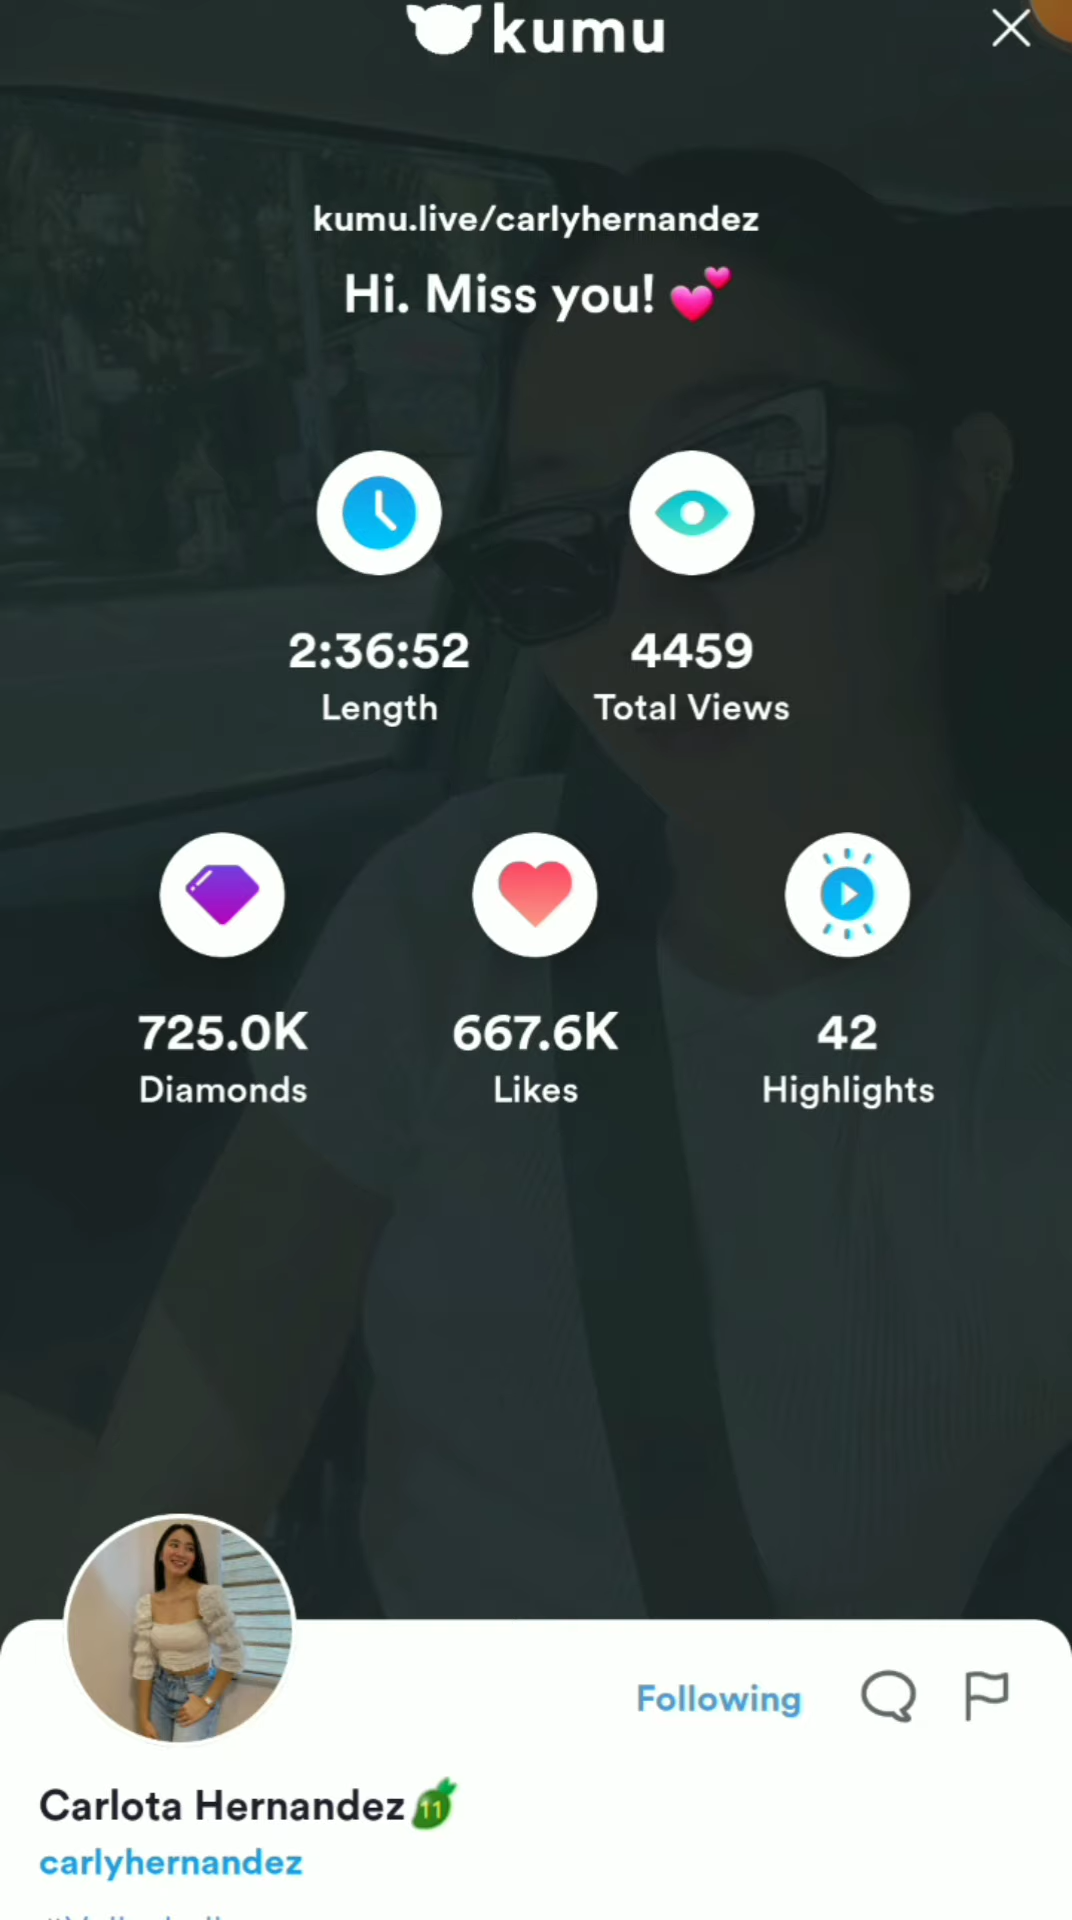 kumu
kumu.live/carlyhernandez
Hi. Miss you! 💕
2:36:52
Length
4459
Total Views
725.0K
Diamonds
667.6K
Likes
42
Highlights
Following
Carlota Hernandez
11
carlyhernandez